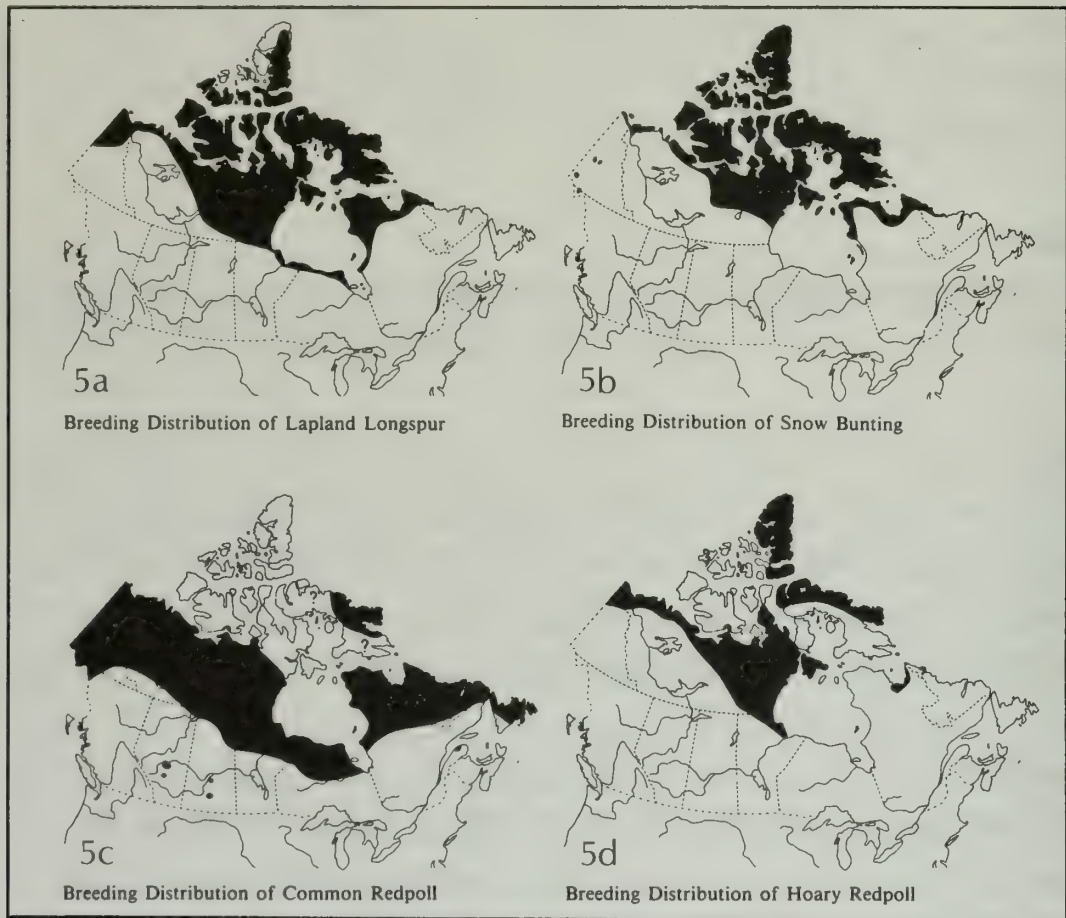 5a
Breeding Distribution of Lapland Longspur
5b
Breeding Distribution of Snow Bunting
5c
Breeding Distribution of Common Redpoll
5d
Breeding Distribution of Hoary Redpoll